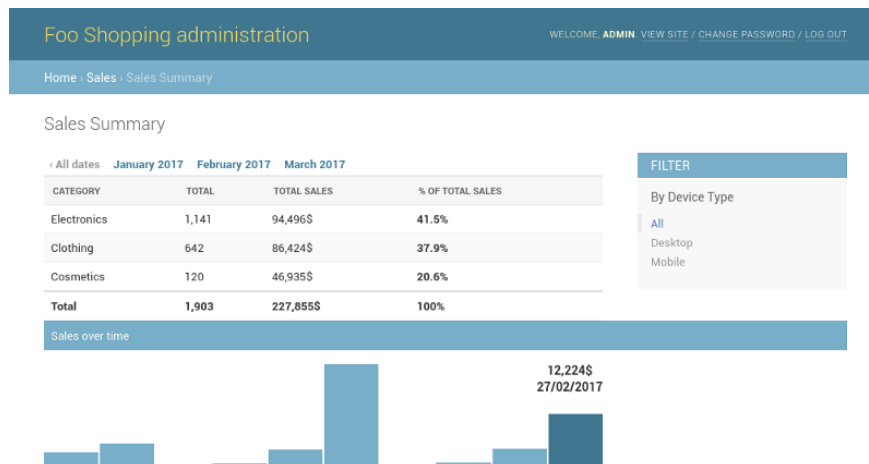 Foo Shopping administration
WELCOME, ADMIN. VIEW SITE / CHANGE PASSWORD / LOG OUT
Home › Sales › Sales Summary
Sales Summary
‹ All dates January 2017 February 2017 March 2017
CATEGORY TOTAL TOTAL SALES % OF TOTAL SALES
Electronics 1,141 94,496$ 41.5%
Clothing 642 86,424$ 37.9%
Cosmetics 120 46,935$ 20.6%
Total 1,903 227,855$ 100%
FILTER
By Device Type
All
Desktop
Mobile
Sales over time
12,224$
27/02/2017